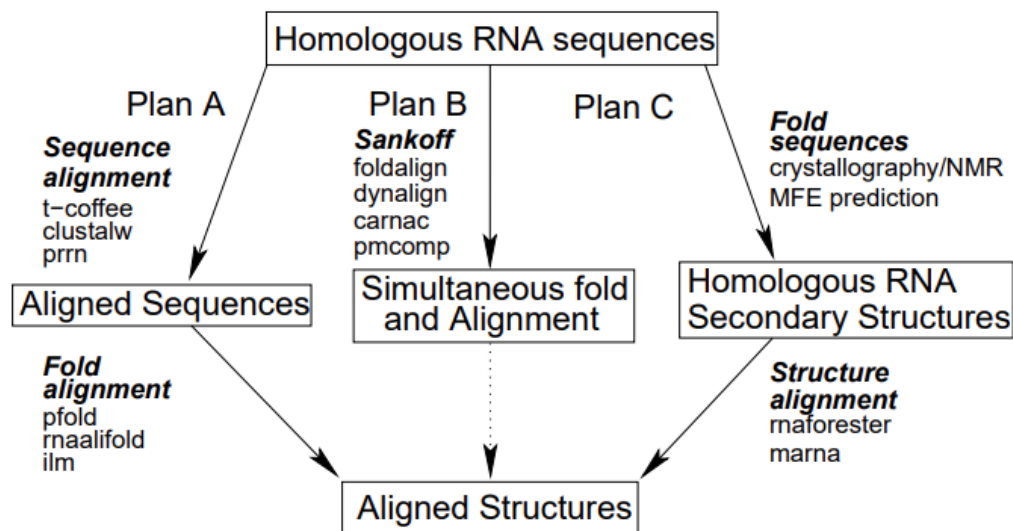 Homologous RNA sequences
Plan A
Plan B
Plan C
Sequence
alignment
t−coffee
clustalw
prrn
Sankoff
foldalign
dynalign
carnac
pmcomp
Fold
sequences
crystallography/NMR
MFE prediction
Aligned Sequences
Simultaneous fold
and Alignment
Homologous RNA
Secondary Structures
Fold
alignment
pfold
rnaalifold
ilm
Structure
alignment
rnaforester
marna
Aligned Structures